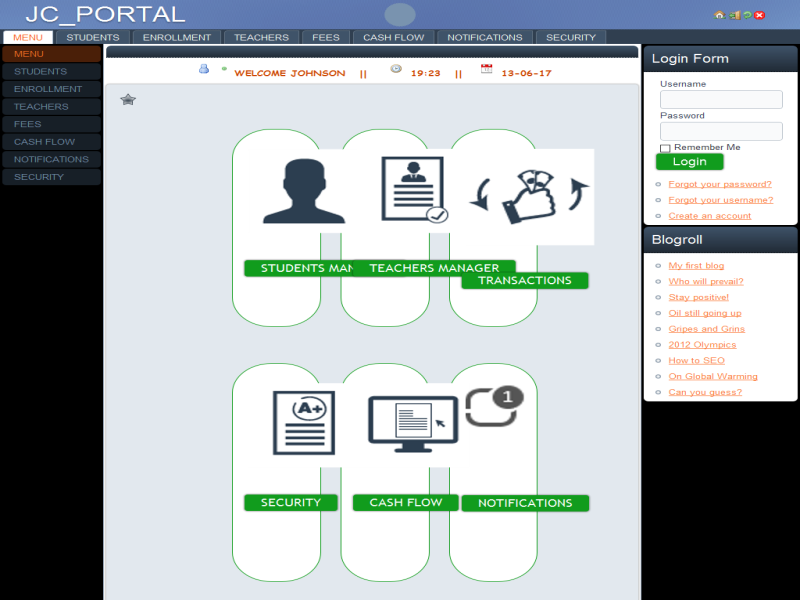 JC_PORTAL
MENU STUDENTS ENROLLMENT TEACHERS FEES CASH FLOW NOTIFICATIONS SECURITY
MENU
STUDENTS
ENROLLMENT
TEACHERS
FEES
CASH FLOW
NOTIFICATIONS
SECURITY
WELCOME JOHNSON || 19:23 || 13-06-17
STUDENTS MAN
TEACHERS MANAGER
TRANSACTIONS
A+
1
SECURITY
CASH FLOW
NOTIFICATIONS
Login Form
Username
Password
Remember Me
Login
Forgot your password?
Forgot your username?
Create an account
Blogroll
My first blog
Who will prevail?
Stay positive!
Oil still going up
Gripes and Grins
2012 Olympics
How to SEO
On Global Warming
Can you guess?